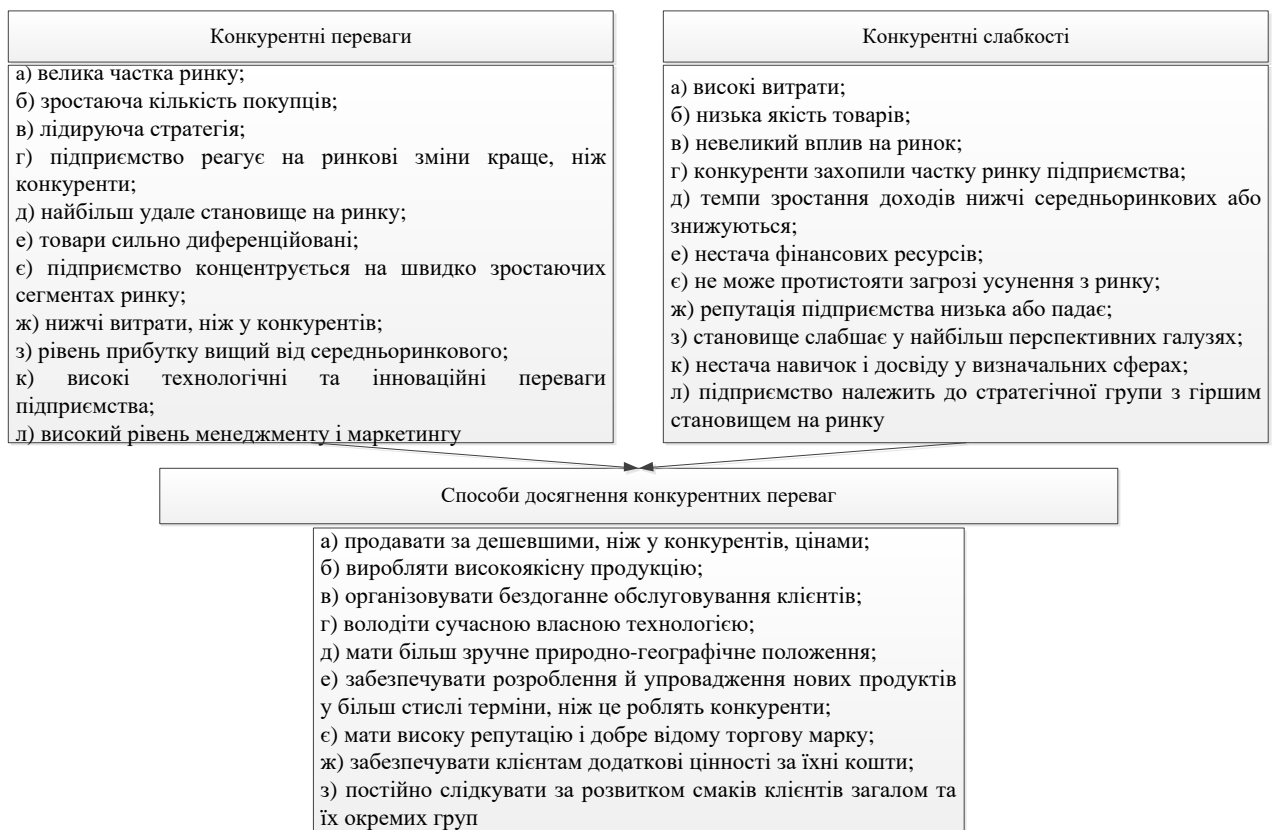 Конкурентні переваги
а) велика частка ринку;
б) зростаюча кількість покупців;
в) лідируюча стратегія;
г) підприємство реагує на ринкові зміни краще, ніж
конкуренти;
д) найбільш удале становище на ринку;
е) товари сильно диференційовані;
є) підприємство концентрується на швидко зростаючих
сегментах ринку;
ж) нижчі витрати, ніж у конкурентів;
з) рівень прибутку вищий від середньоринкового;
к) високі технологічні та інноваційні переваги
підприємства;
л) високий рівень менеджменту і маркетингу
Конкурентні слабкості
а) високі витрати;
б) низька якість товарів;
в) невеликий вплив на ринок;
г) конкуренти захопили частку ринку підприємства;
д) темпи зростання доходів нижчі середньоринкових або
знижуються;
е) нестача фінансових ресурсів;
є) не може протистояти загрозі усунення з ринку;
ж) репутація підприємства низька або падає;
з) становище слабшає у найбільш перспективних галузях;
к) нестача навичок і досвіду у визначальних сферах;
л) підприємство належить до стратегічної групи з гіршим
становищем на ринку
Способи досягнення конкурентних переваг
а) продавати за дешевшими, ніж у конкурентів, цінами;
б) виробляти високоякісну продукцію;
в) організовувати бездоганне обслуговування клієнтів;
г) володіти сучасною власною технологією;
д) мати більш зручне природно-географічне положення;
е) забезпечувати розроблення й упровадження нових продуктів
у більш стислі терміни, ніж це роблять конкуренти;
є) мати високу репутацію і добре відому торгову марку;
ж) забезпечувати клієнтам додаткові цінності за їхні кошти;
з) постійно слідкувати за розвитком смаків клієнтів загалом та
їх окремих груп